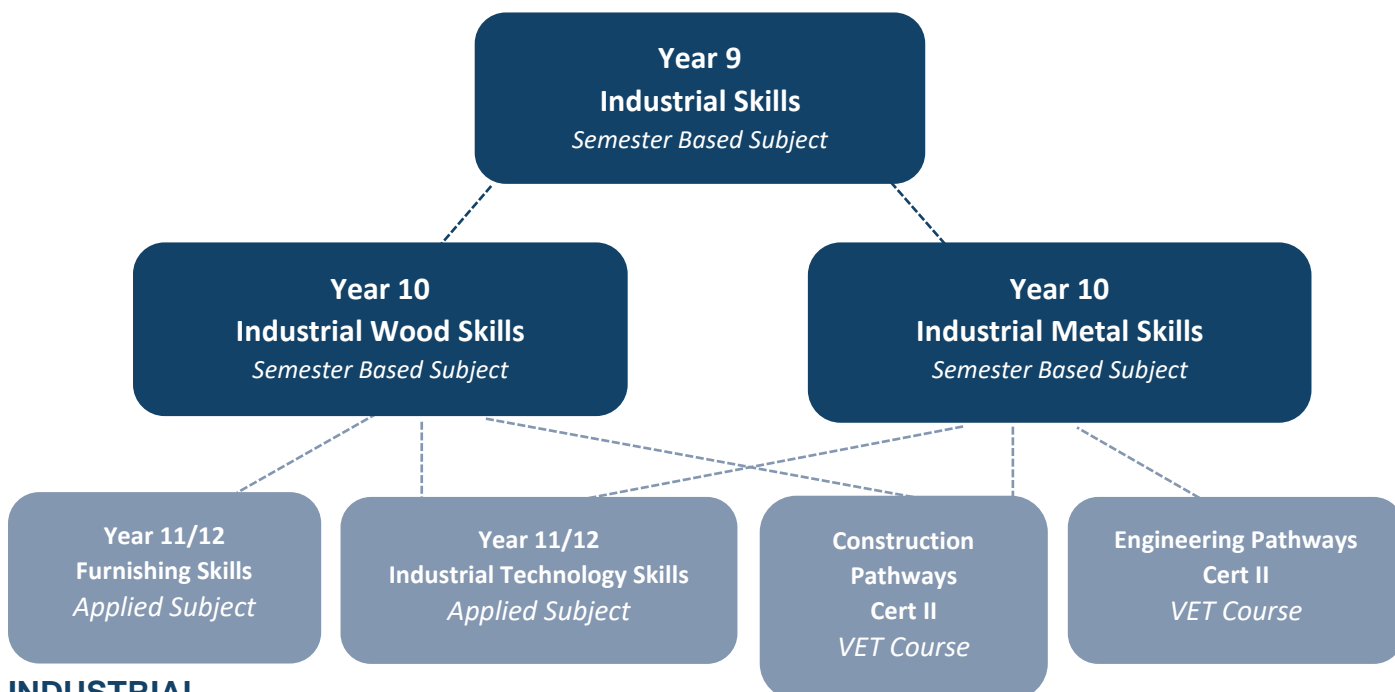 Year 9
Industrial Skills
Semester Based Subject
Year 10
Industrial Wood Skills
Semester Based Subject
Year 10
Industrial Metal Skills
Semester Based Subject
Year 11/12
Furnishing Skills
Applied Subject
Year 11/12
Industrial Technology Skills
Applied Subject
Construction
Pathways
Cert II
VET Course
Engineering Pathways
Cert II
VET Course
INDUSTRIAL